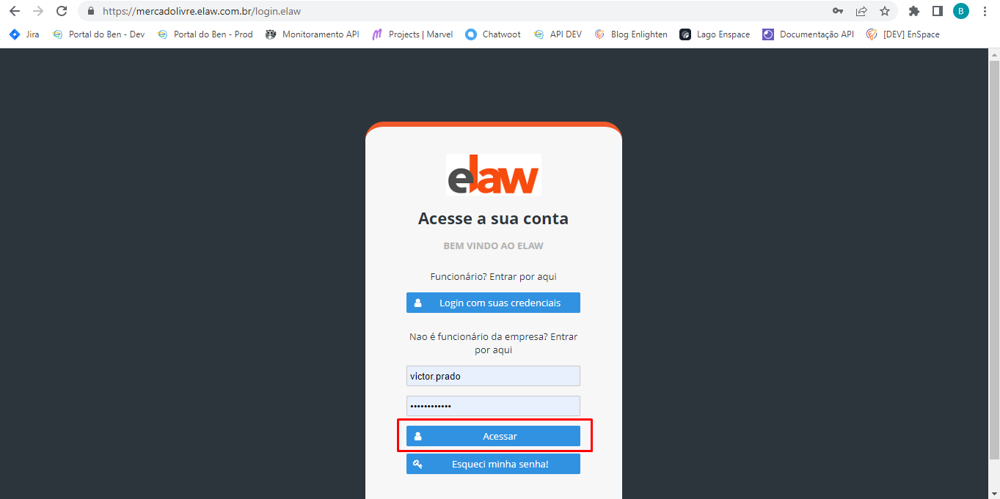 https://mercadolivre.elaw.com.br/login.elaw
B
Jira Portal do Ben - Dev Portal do Ben - Prod Monitoramento API Projects | Marvel Chatwoot API DEV Blog Enlighten Lago Enspace Documentação API [DEV] EnSpace
elaw
Acesse a sua conta
BEM VINDO AO ELAW
Funcionário? Entrar por aqui
Login com suas credenciais
Nao é funcionário da empresa? Entrar
por aqui
victor.prado
••••••••••••
Acessar
Esqueci minha senha!